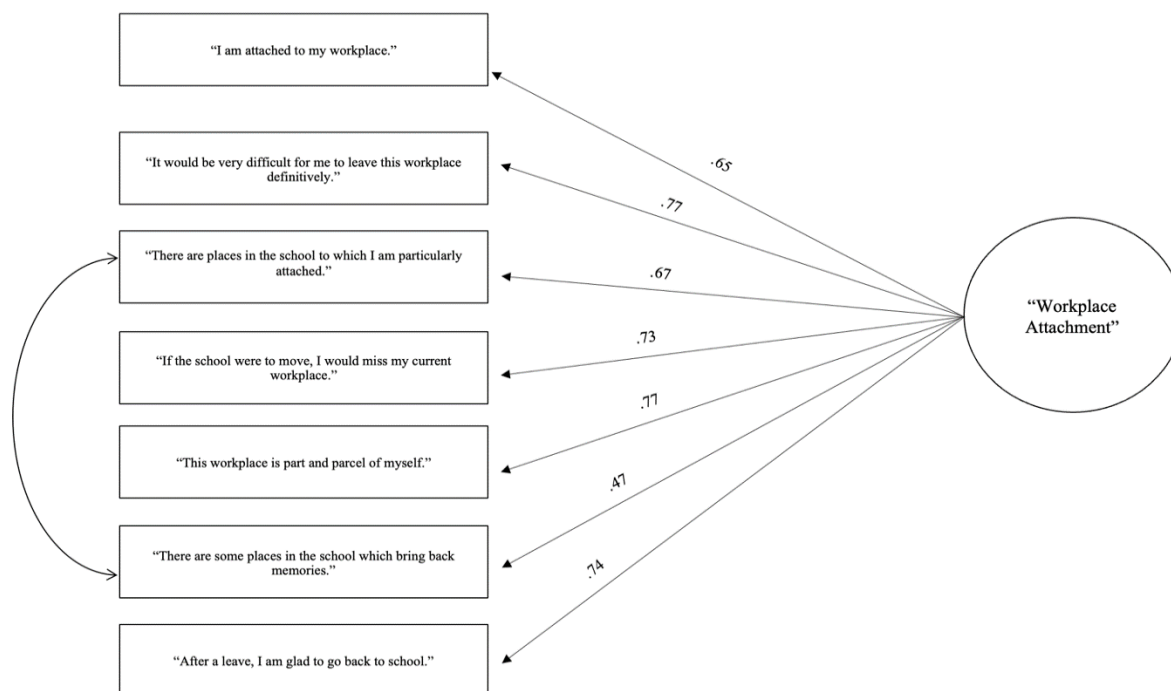 “I am attached to my workplace.”
.65
“It would be very difficult for me to leave this workplace
definitively.”
.77
“There are places in the school to which I am particularly
attached.”
.67
“If the school were to move, I would miss my current
workplace.”
.73
“This workplace is part and parcel of myself.”
.77
“There are some places in the school which bring back
memories.”
.47
“After a leave, I am glad to go back to school.”
.74
“Workplace
Attachment”